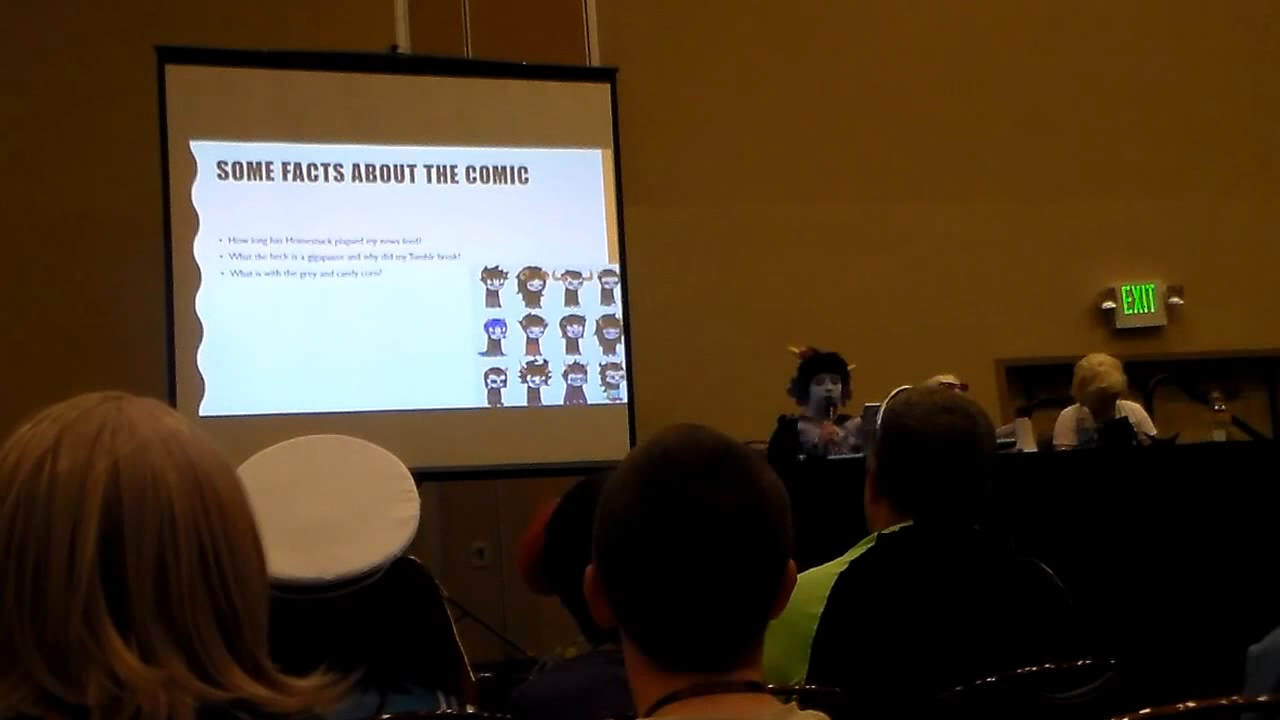 SOME FACTS ABOUT THE COMIC
• How long has Homestuck plagued my news feed?
• What the heck is a gigapause and why did my Tumblr break?
• What is with the grey and candy corn?
EXIT